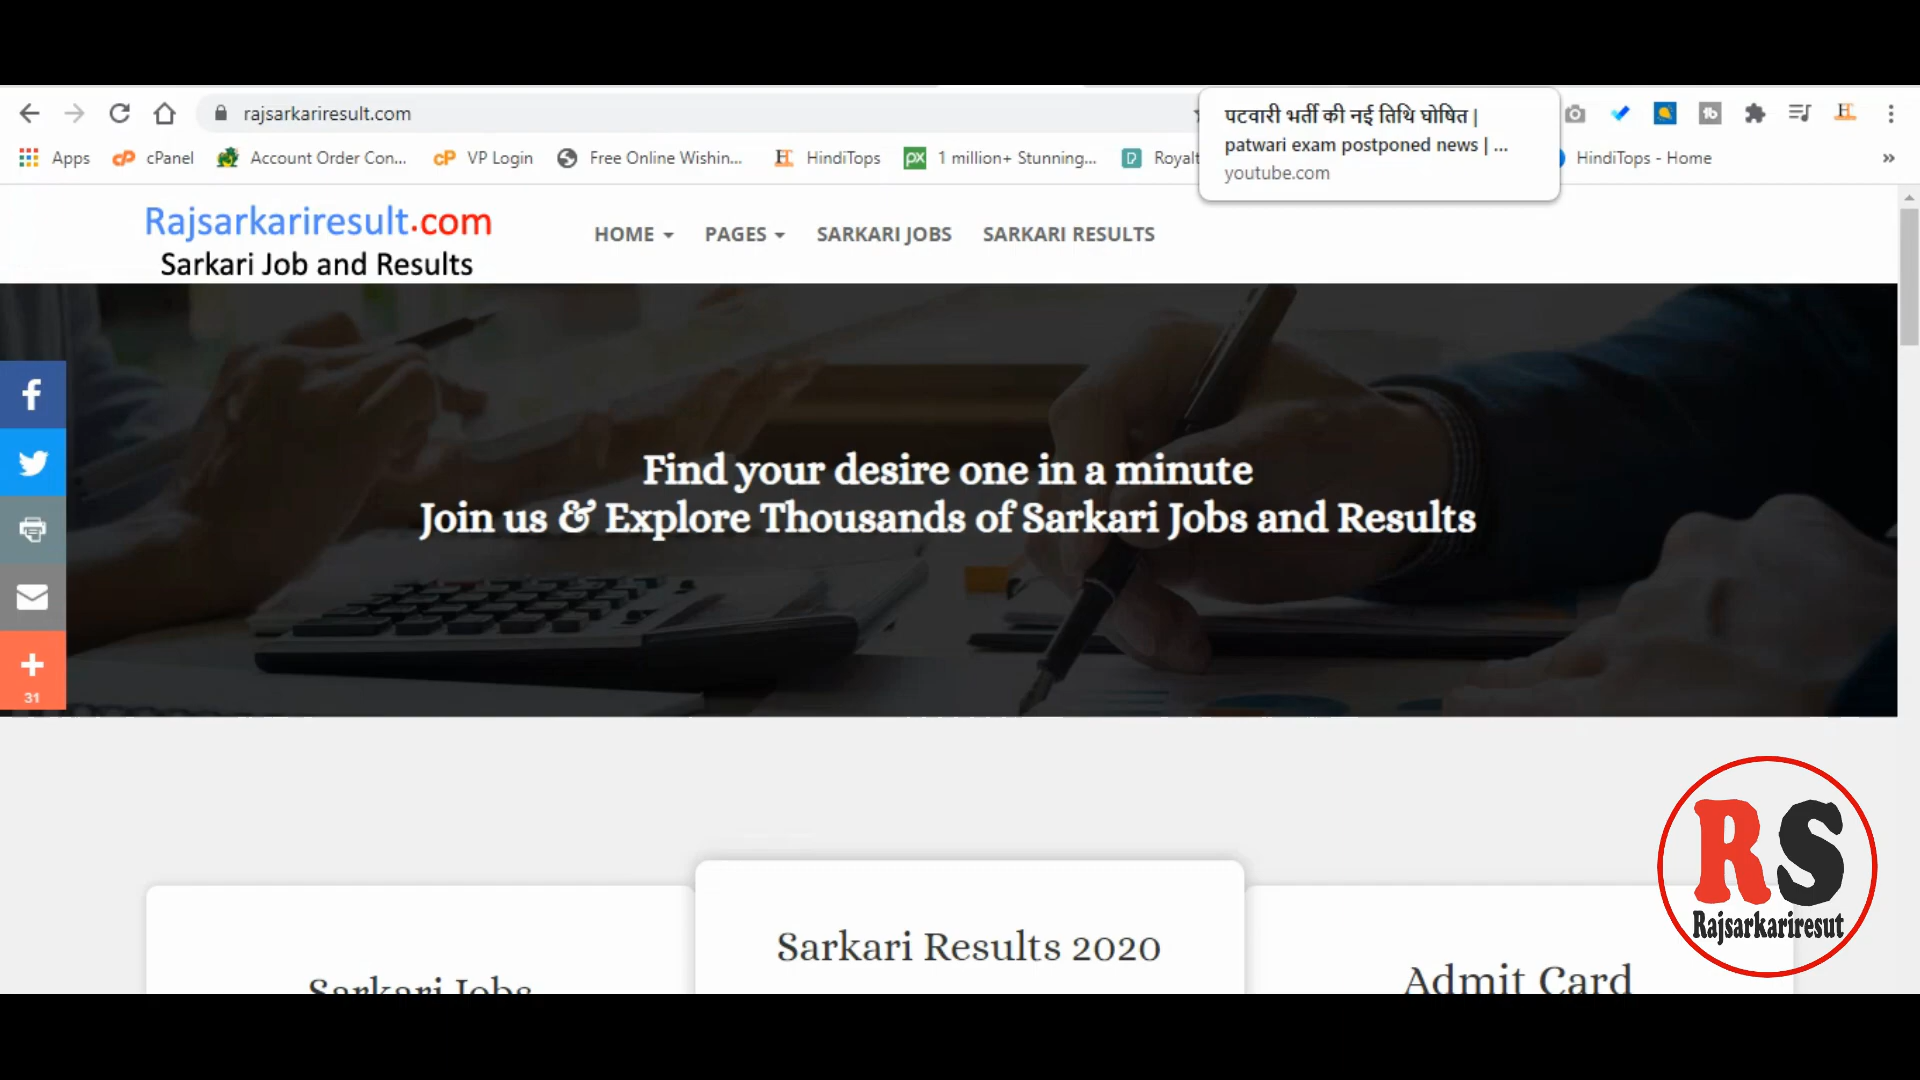 rajsarkariresult.com
पटवारी भर्ती की नई तिथि घोषित |
patwari exam postponed news | ...
youtube.com
Apps
cPanel
Account Order Con...
VP Login
Free Online Wishin...
HindiTops
1 million+ Stunning...
Royalt
HindiTops - Home
Rajsarkariresult.com
Sarkari Job and Results
HOME
PAGES
SARKARI JOBS
SARKARI RESULTS
Find your desire one in a minute
Join us & Explore Thousands of Sarkari Jobs and Results
31
Sarkari Jobs
Sarkari Results 2020
Admit Card
RS
Rajsarkariresut